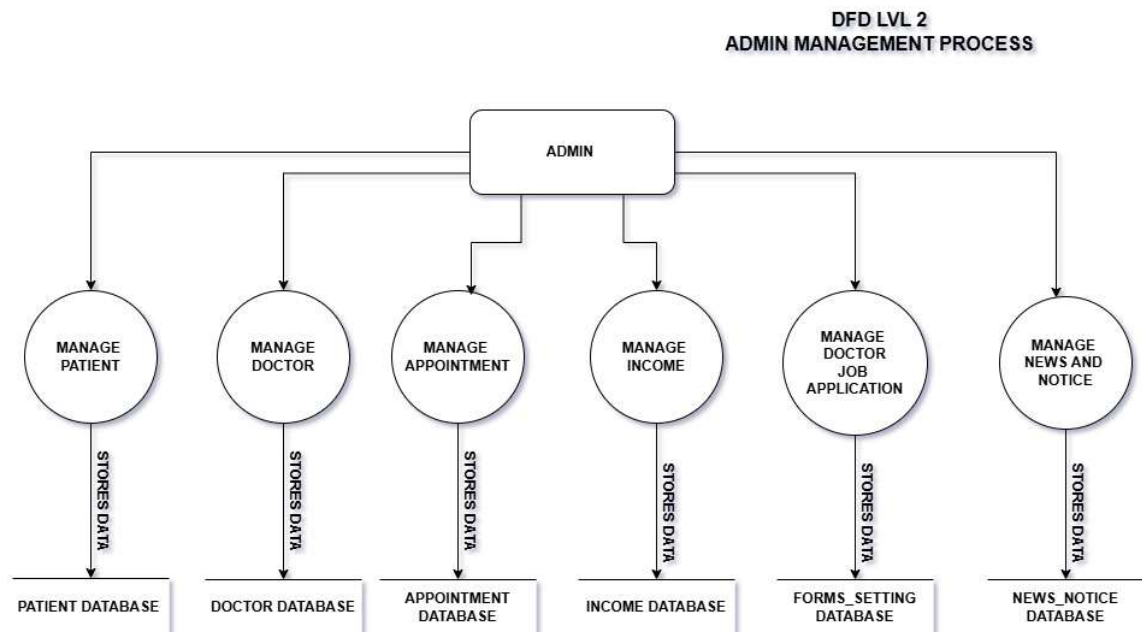 DFD LVL 2
ADMIN MANAGEMENT PROCESS
ADMIN
MANAGE
PATIENT
MANAGE
DOCTOR
MANAGE
APPOINTMENT
MANAGE
INCOME
MANAGE
DOCTOR
JOB
APPLICATION
MANAGE
NEWS AND
NOTICE
STORES DATA
STORES DATA
STORES DATA
STORES DATA
STORES DATA
STORES DATA
PATIENT DATABASE
DOCTOR DATABASE
APPOINTMENT
DATABASE
INCOME DATABASE
FORMS_SETTING
DATABASE
NEWS_NOTICE
DATABASE